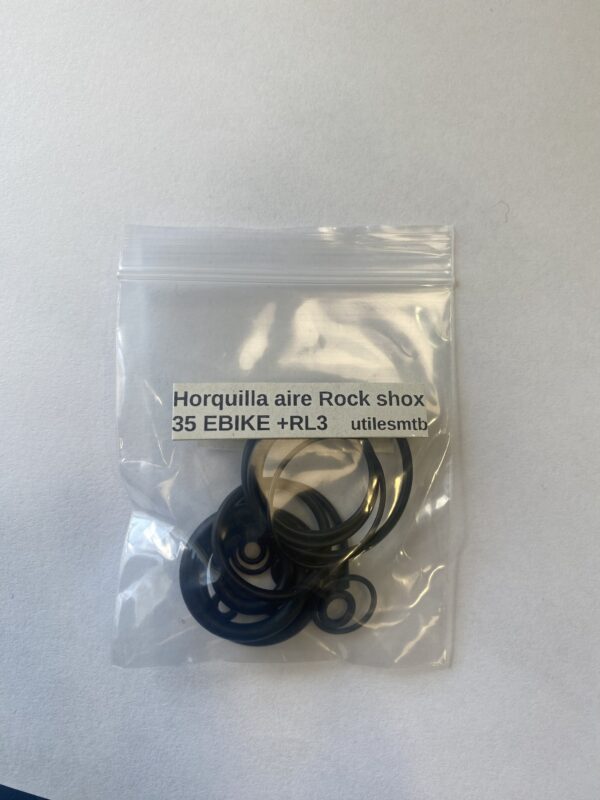 Horquilla aire Rock shox
35 EBIKE +RL3 utilesmtb